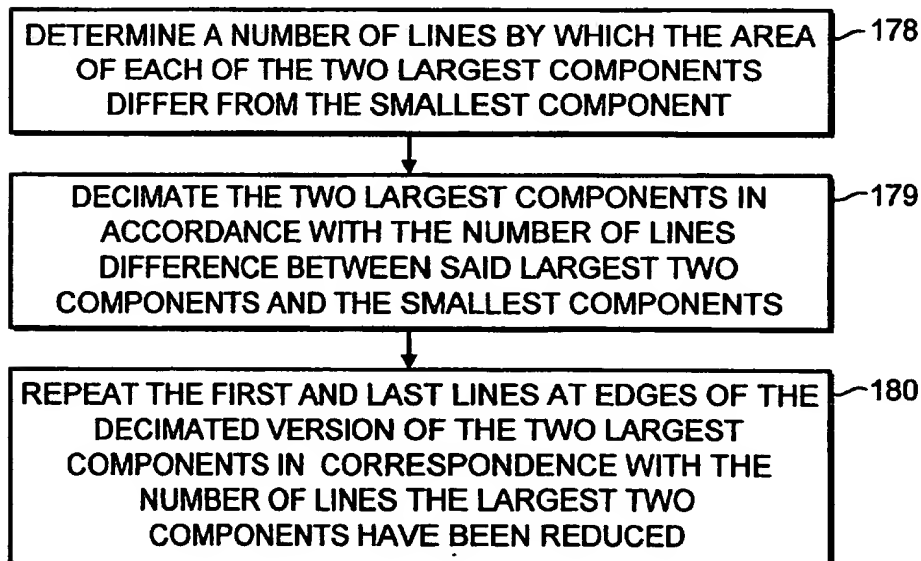 DETERMINE A NUMBER OF LINES BY WHICH THE AREA
OF EACH OF THE TWO LARGEST COMPONENTS
DIFFER FROM THE SMALLEST COMPONENT
178
DECIMATE THE TWO LARGEST COMPONENTS IN
ACCORDANCE WITH THE NUMBER OF LINES
DIFFERENCE BETWEEN SAID LARGEST TWO
COMPONENTS AND THE SMALLEST COMPONENTS
179
REPEAT THE FIRST AND LAST LINES AT EDGES OF THE
DECIMATED VERSION OF THE TWO LARGEST
COMPONENTS IN CORRESPONDENCE WITH THE
NUMBER OF LINES THE LARGEST TWO
COMPONENTS HAVE BEEN REDUCED
180